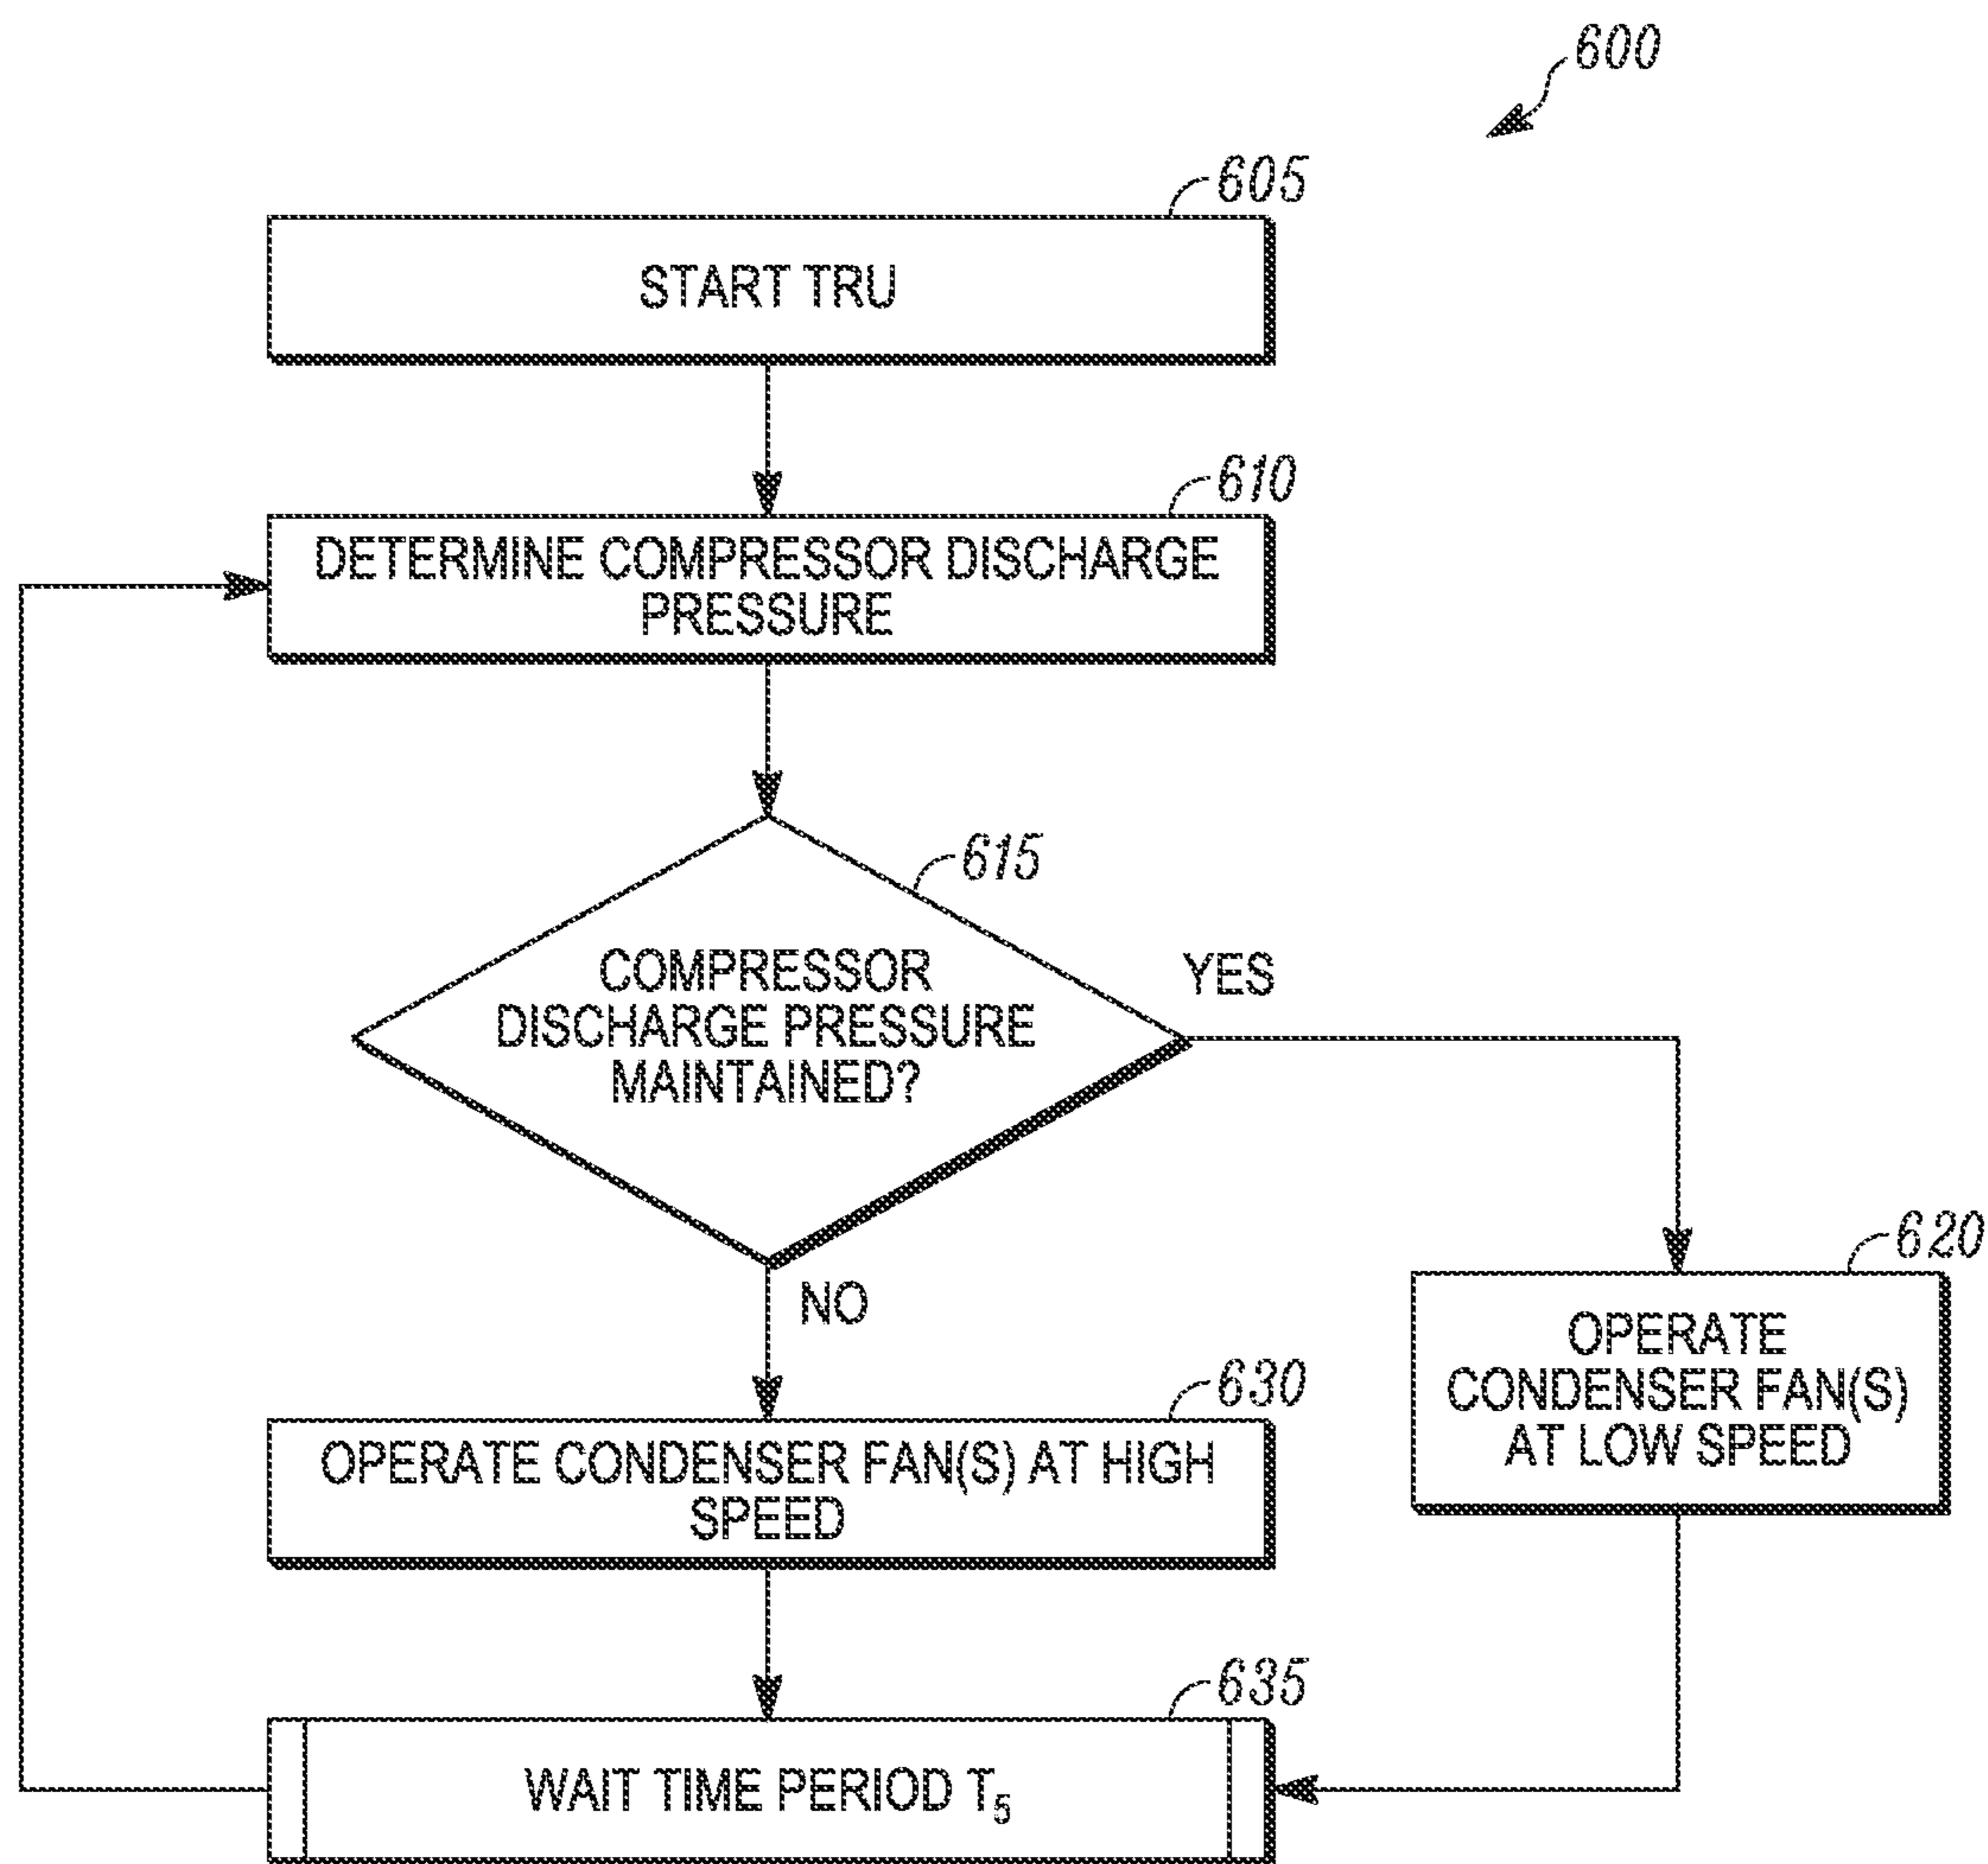 600
605
START TRU
610
DETERMINE COMPRESSOR DISCHARGE
PRESSURE
615
COMPRESSOR
DISCHARGE PRESSURE
MAINTAINED?
YES
NO
620
OPERATE
CONDENSER FAN(S)
AT LOW SPEED
630
OPERATE CONDENSER FAN(S) AT HIGH
SPEED
635
WAIT TIME PERIOD T₅